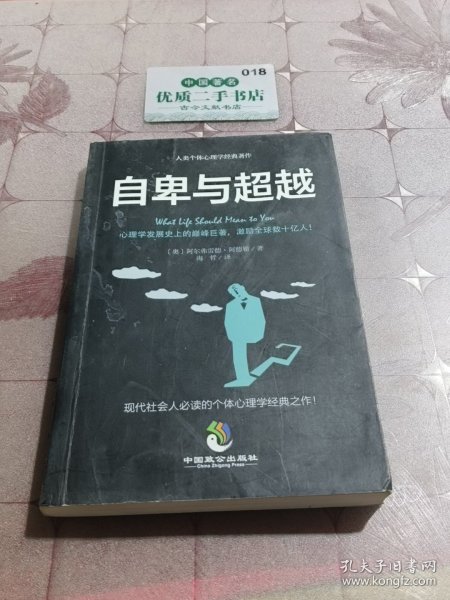 018
中国著名
优质二手书店
古今文献书店
人类个体心理学经典著作
自卑与超越
What Life Should Mean to You
心理学发展史上的巅峰巨著，激励全球数十亿人！
〔奥〕阿尔弗雷德·阿德勒 / 著
尚哲 / 译
现代社会人必读的个体心理学经典之作！
中国致公出版社
China Zhigong Press
孔夫子旧书网
www.kongfz.com